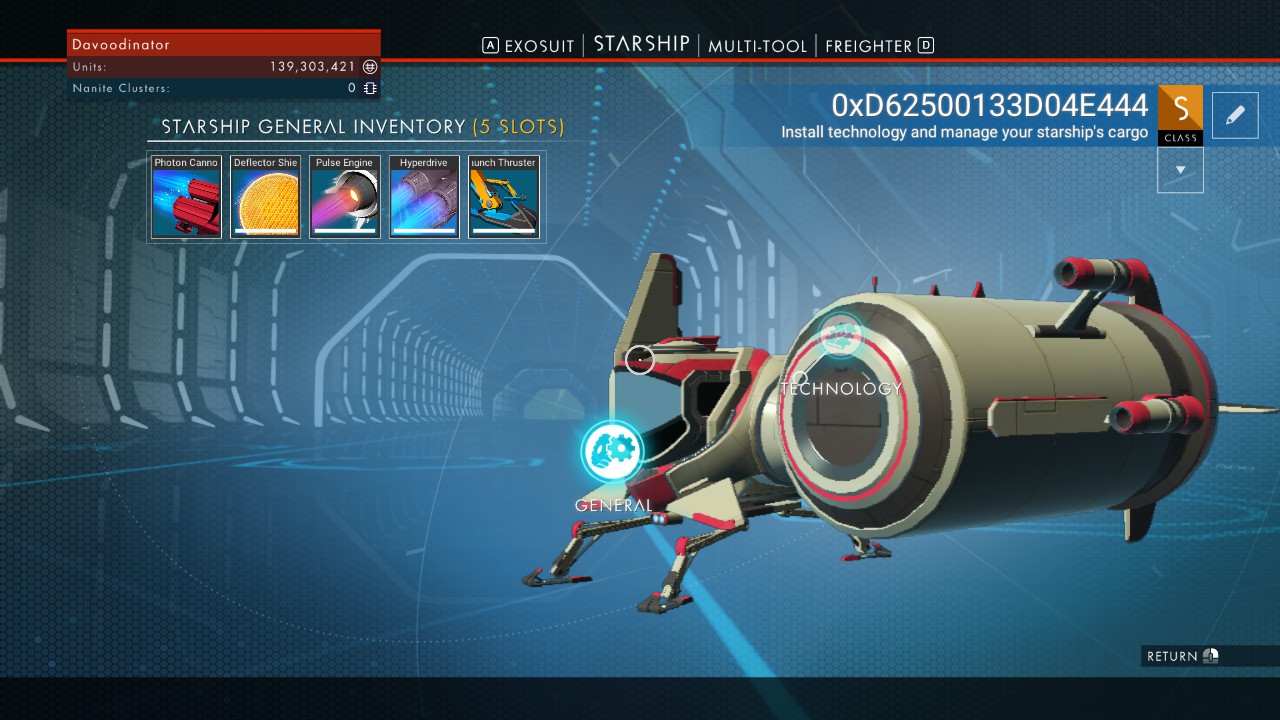 Davoodinator
Units: 139,303,421
Nanite Clusters: 0
A EXOSUIT STARSHIP MULTI-TOOL FREIGHTER D
0xD62500133D04E444
Install technology and manage your starship's cargo
S
CLASS
STARSHIP GENERAL INVENTORY (5 SLOTS)
Photon Canno Deflector Shie Pulse Engine Hyperdrive unch Thruster
TECHNOLOGY
GENERAL
RETURN